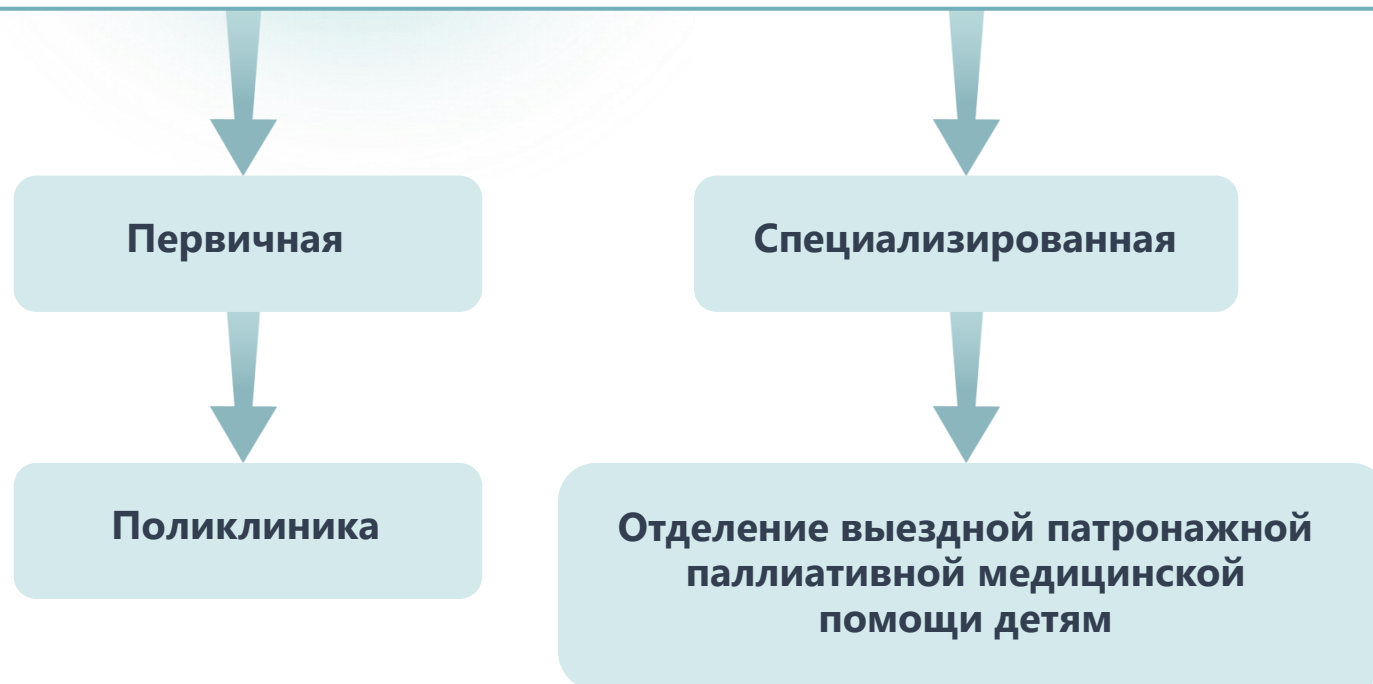 Первичная
Специализированная
Поликлиника
Отделение выездной патронажной
паллиативной медицинской
помощи детям